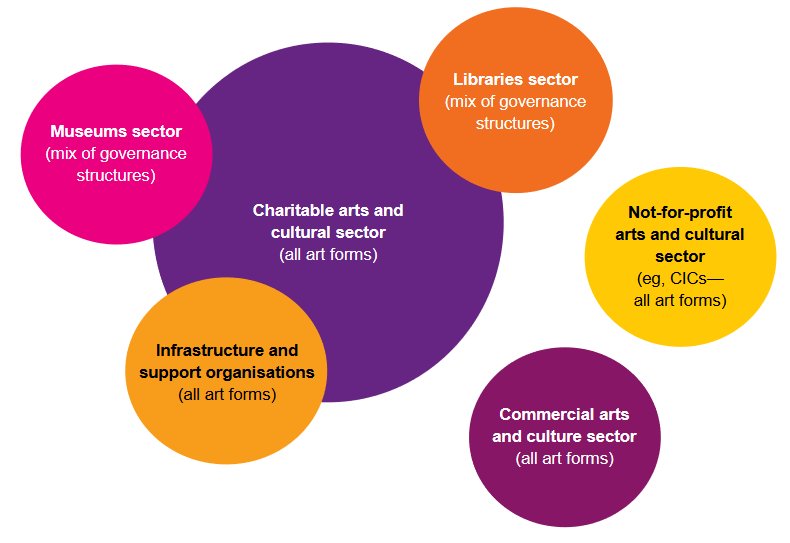 Libraries sector
(mix of governance
structures)
Museums sector
(mix of governance
structures)
Charitable arts and
cultural sector
(all art forms)
Not-for-profit
arts and cultural
sector
(eg, CICs—
all art forms)
Infrastructure and
support organisations
(all art forms)
Commercial arts
and culture sector
(all art forms)